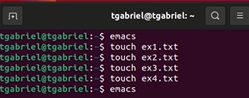 tgabriel@tgabriel: ~
tgabriel@tgabriel:~$ emacs
tgabriel@tgabriel:~$ touch ex1.txt
tgabriel@tgabriel:~$ touch ex2.txt
tgabriel@tgabriel:~$ touch ex3.txt
tgabriel@tgabriel:~$ touch ex4.txt
tgabriel@tgabriel:~$ emacs